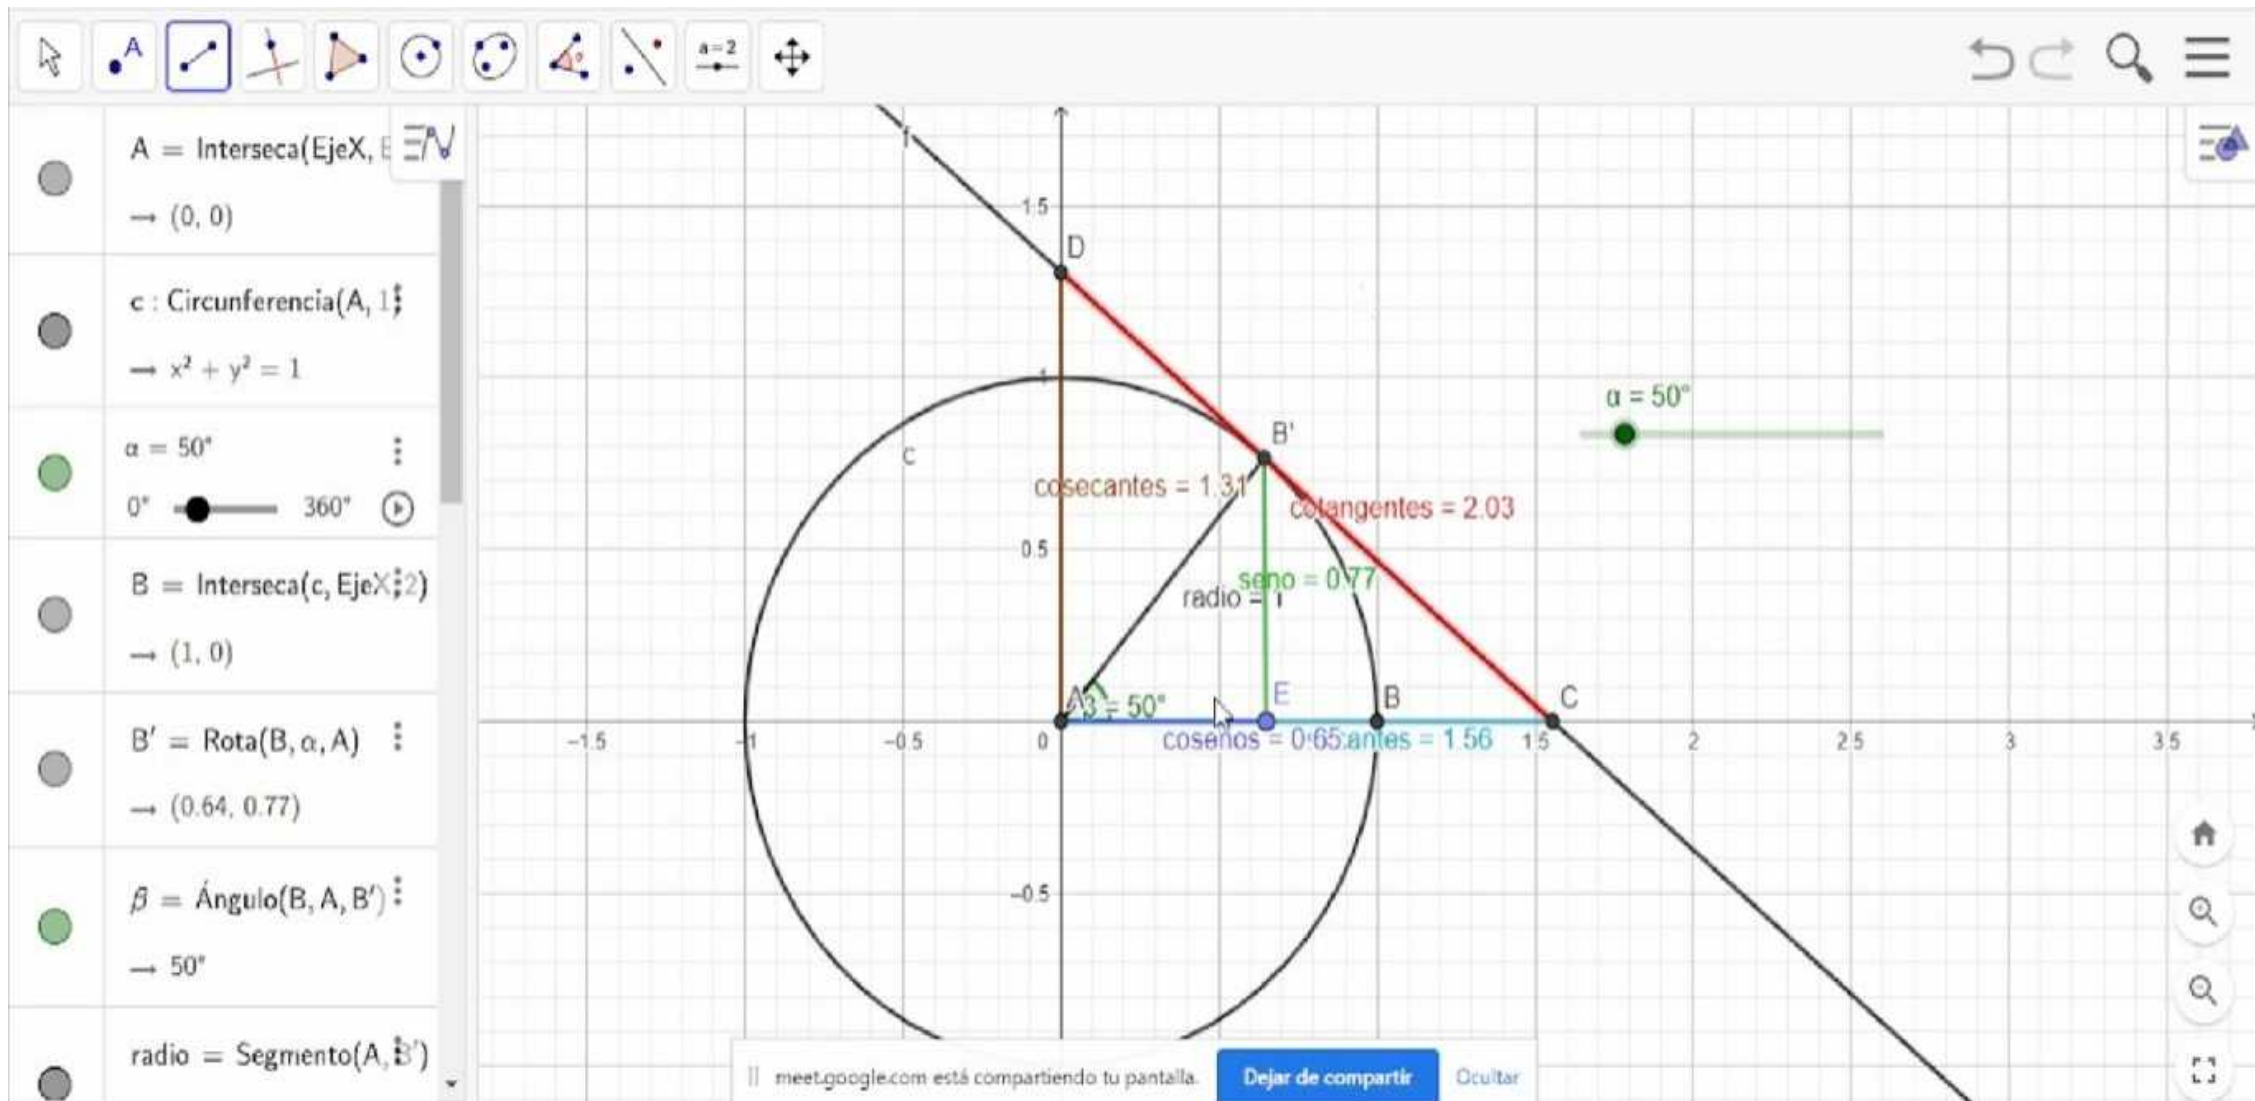 A
a = 2
A = Interseca(EjeX, E
→ (0, 0)
c : Circunferencia(A, 1
→ x² + y² = 1
α = 50°
0°
360°
B = Interseca(c, EjeX, 2)
→ (1, 0)
B′ = Rota(B, α, A)
→ (0.64, 0.77)
β = Ángulo(B, A, B′)
→ 50°
radio = Segmento(A, B′)
f
1.5
D
α = 50°
1
B'
c
cosecantes = 1.31
cotangentes = 2.03
0.5
seno = 0.77
radio = 1
A
E
B
C
= 50°
−1.5
−1
−0.5
0
cosenos = 0.65
antes = 1.56
1.5
2
2.5
3
3.5
−0.5
meet.google.com está compartiendo tu pantalla.
Dejar de compartir
Ocultar